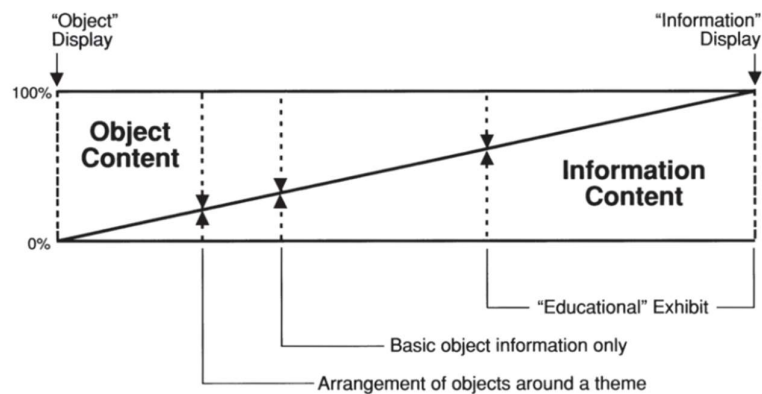 “Object”
Display
“Information”
Display
100%
Object
Content
Information
Content
0%
“Educational” Exhibit
Basic object information only
Arrangement of objects around a theme